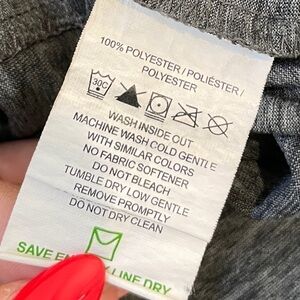 100% POLYESTER / POLIÉSTER /
POLYESTER
30C
WASH INSIDE OUT
MACHINE WASH COLD GENTLE
WITH SIMILAR COLORS
NO FABRIC SOFTENER
DO NOT BLEACH
TUMBLE DRY LOW GENTLE
REMOVE PROMPTLY
DO NOT DRY CLEAN
SAVE LINE DRY